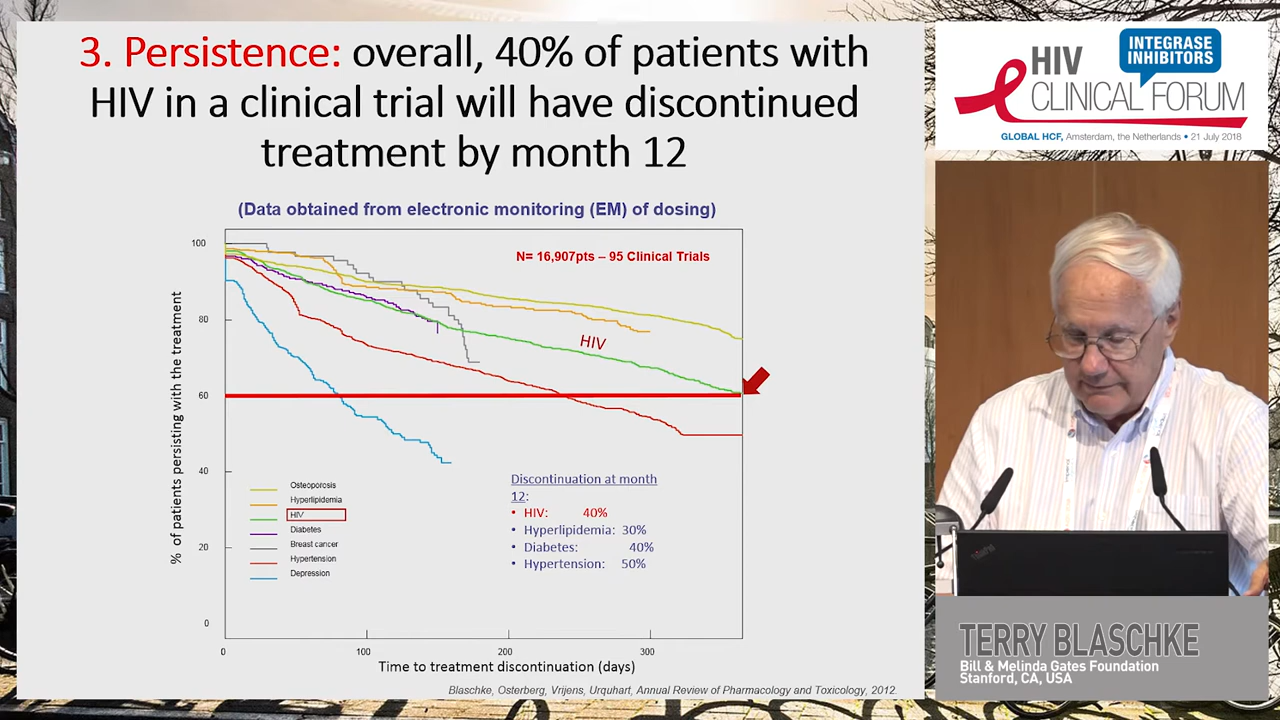 3. Persistence: overall, 40% of patients with
HIV in a clinical trial will have discontinued
treatment by month 12
(Data obtained from electronic monitoring (EM) of dosing)
N= 16,907pts – 95 Clinical Trials
% of patients persisting with the treatment
100
80
60
40
20
0
HIV
Osteoporosis
Hyperlipidemia
HIV
Diabetes
Breast cancer
Hypertension
Depression
Discontinuation at month
12:
• HIV: 40%
• Hyperlipidemia: 30%
• Diabetes: 40%
• Hypertension: 50%
0 100 200 300
Time to treatment discontinuation (days)
Blaschke, Osterberg, Vrijens, Urquhart, Annual Review of Pharmacology and Toxicology, 2012.
HIV
INTEGRASE
INHIBITORS
CLINICAL FORUM
GLOBAL HCF, Amsterdam, the Netherlands • 21 July 2018
ThinkPad
TERRY BLASCHKE
Bill & Melinda Gates Foundation
Stanford, CA, USA